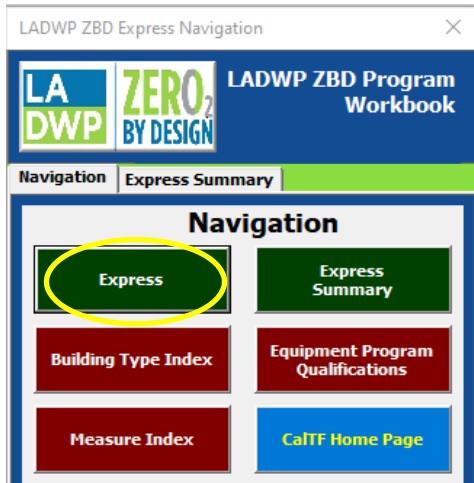 LADWP ZBD Express Navigation
LA
DWP
ZERO2
BY DESIGN
LADWP ZBD Program
Workbook
Navigation
Express Summary
Navigation
Express
Express
Summary
Building Type Index
Equipment Program
Qualifications
Measure Index
CalTF Home Page